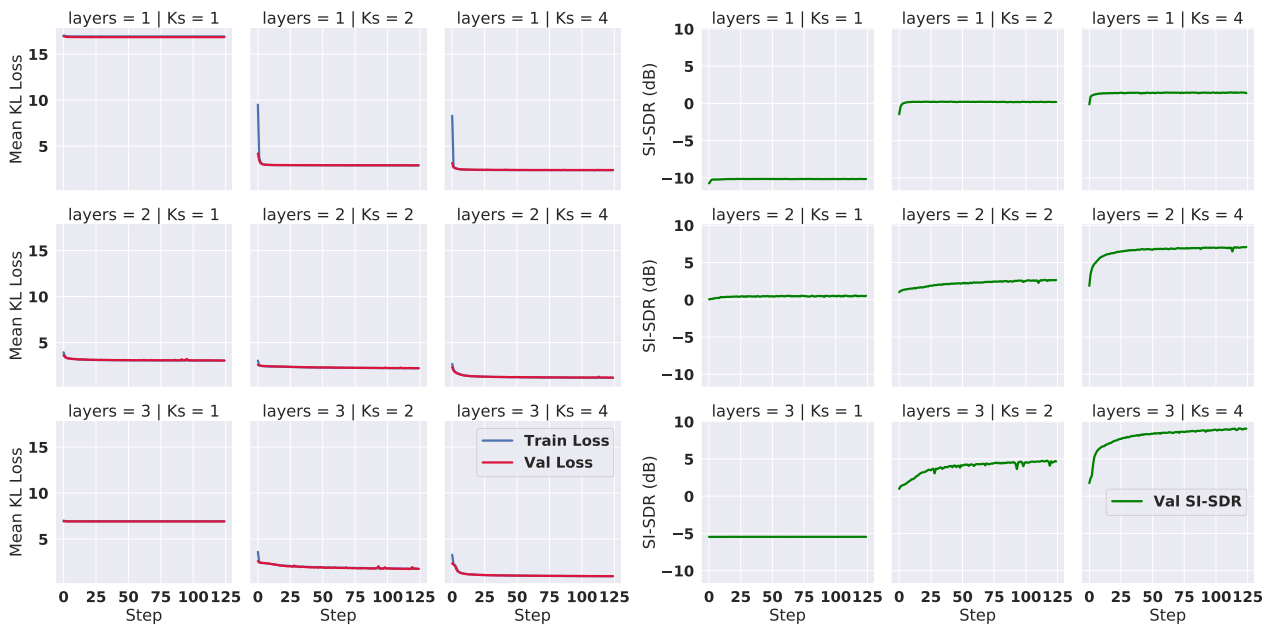 layers = 1 | Ks = 1 layers = 1 | Ks = 2 layers = 1 | Ks = 4
Mean KL Loss
15
10
5
layers = 2 | Ks = 1 layers = 2 | Ks = 2 layers = 2 | Ks = 4
Mean KL Loss
15
10
5
layers = 3 | Ks = 1 layers = 3 | Ks = 2 layers = 3 | Ks = 4
Mean KL Loss
15
10
5
Train Loss
Val Loss
0 25 50 75 100 125 0 25 50 75 100 125 0 25 50 75 100 125
Step Step Step
layers = 1 | Ks = 1 layers = 1 | Ks = 2 layers = 1 | Ks = 4
SI-SDR (dB)
10
5
0
−5
−10
layers = 2 | Ks = 1 layers = 2 | Ks = 2 layers = 2 | Ks = 4
SI-SDR (dB)
10
5
0
−5
−10
layers = 3 | Ks = 1 layers = 3 | Ks = 2 layers = 3 | Ks = 4
SI-SDR (dB)
10
5
0
−5
−10
Val SI-SDR
0 25 50 75 100 125 0 25 50 75 100 125 0 25 50 75 100 125
Step Step Step